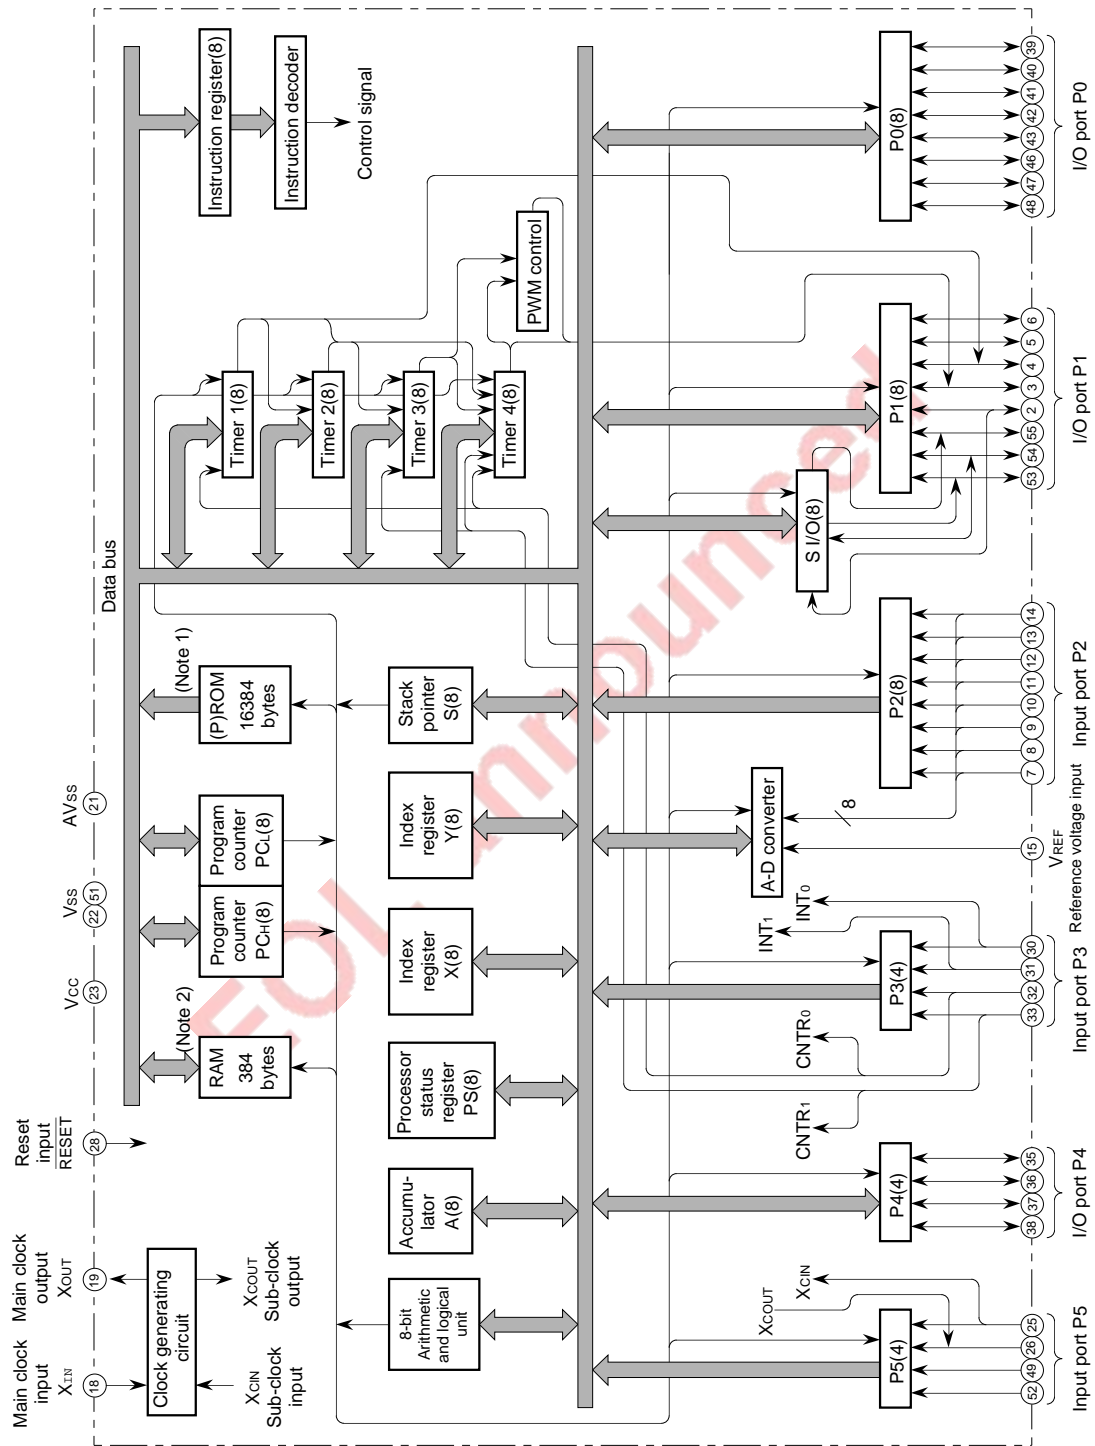 Main clock
input
XIN
Main clock
output
XOUT
Reset
input
RESET
VCC
VSS
AVSS
18
19
28
23
22
51
21
Data bus
Clock generating
circuit
XCIN
Sub-clock
input
XCOUT
Sub-clock
output
RAM
384
bytes
(Note 2)
Program
counter
PCH(8)
Program
counter
PCL(8)
(P)ROM
16384
bytes
(Note 1)
Instruction register(8)
Instruction decoder
Control signal
Timer 1(8)
Timer 2(8)
Timer 3(8)
Timer 4(8)
PWM control
8-bit
Arithmetic
and logical
unit
Accumu-
lator
A(8)
Processor
status
register
PS(8)
Index
register
X(8)
Index
register
Y(8)
Stack
pointer
S(8)
EOL announced
XCOUT
XCIN
CNTR1
CNTR0
INT1
INT0
A-D converter
8
S I/O(8)
P5(4)
P4(4)
P3(4)
P2(8)
P1(8)
P0(8)
52
49
26
25
38
37
36
35
33
32
31
30
15
7
8
9
10
11
12
13
14
53
54
55
2
3
4
5
6
48
47
46
43
42
41
40
39
Input port P5
I/O port P4
Input port P3
VREF
Reference voltage input
Input port P2
I/O port P1
I/O port P0